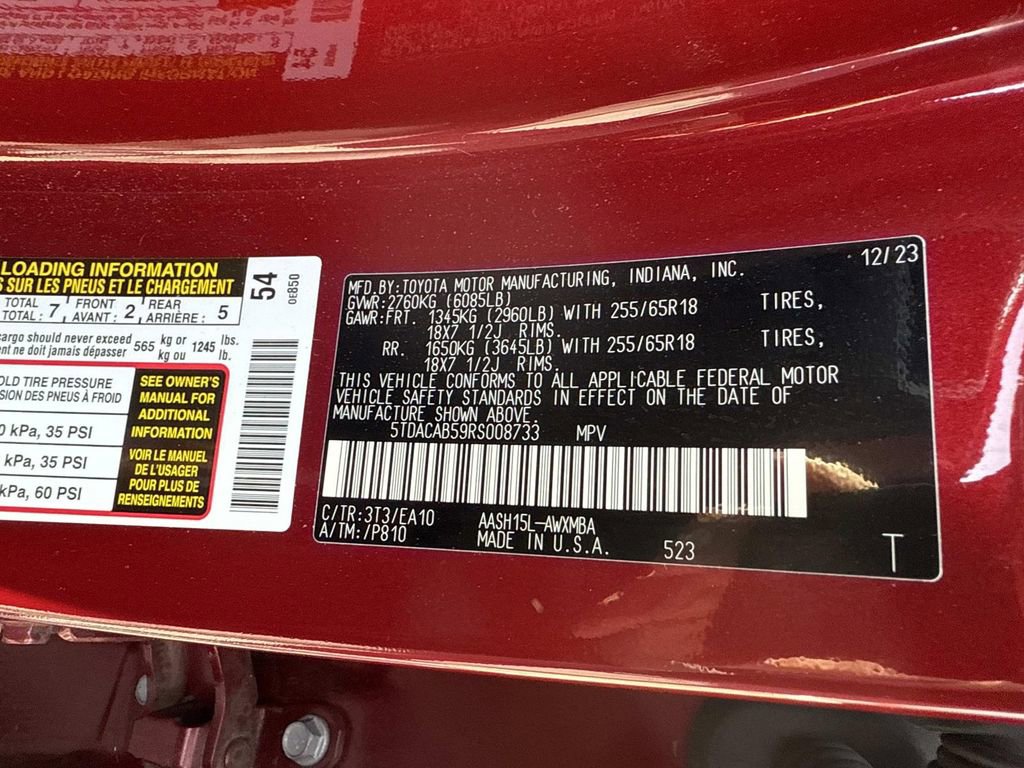 LOADING INFORMATION
S SUR LES PNEUS ET LE CHARGEMENT
TOTAL 7 FRONT 2 REAR 5
TOTAL : AVANT : ARRIÈRE :
cargo should never exceed 565 kg or 1245 lbs.
ent ne doit jamais dépasser kg ou lb.
OLD TIRE PRESSURE
SION DES PNEUS À FROID
0 kPa, 35 PSI
kPa, 35 PSI
kPa, 60 PSI
SEE OWNER'S
MANUAL FOR
ADDITIONAL
INFORMATION
VOIR LE MANUEL
DE L'USAGER
POUR PLUS DE
RENSEIGNEMENTS
54
0E850
MFD.BY:TOYOTA MOTOR MANUFACTURING, INDIANA, INC. 12/23
GVWR:2760KG (6085LB)
GAWR:FRT. 1345KG (2960LB) WITH 255/65R18 TIRES,
18X7 1/2J RIMS.
RR. 1650KG (3645LB) WITH 255/65R18 TIRES,
18X7 1/2J RIMS.
THIS VEHICLE CONFORMS TO ALL APPLICABLE FEDERAL MOTOR
VEHICLE SAFETY STANDARDS IN EFFECT ON THE DATE OF
MANUFACTURE SHOWN ABOVE.
5TDACAB59RS008733 MPV
C/TR:3T3/EA10 AASH15L-AWXMBA
A/TM:/P810 MADE IN U.S.A. 523 T